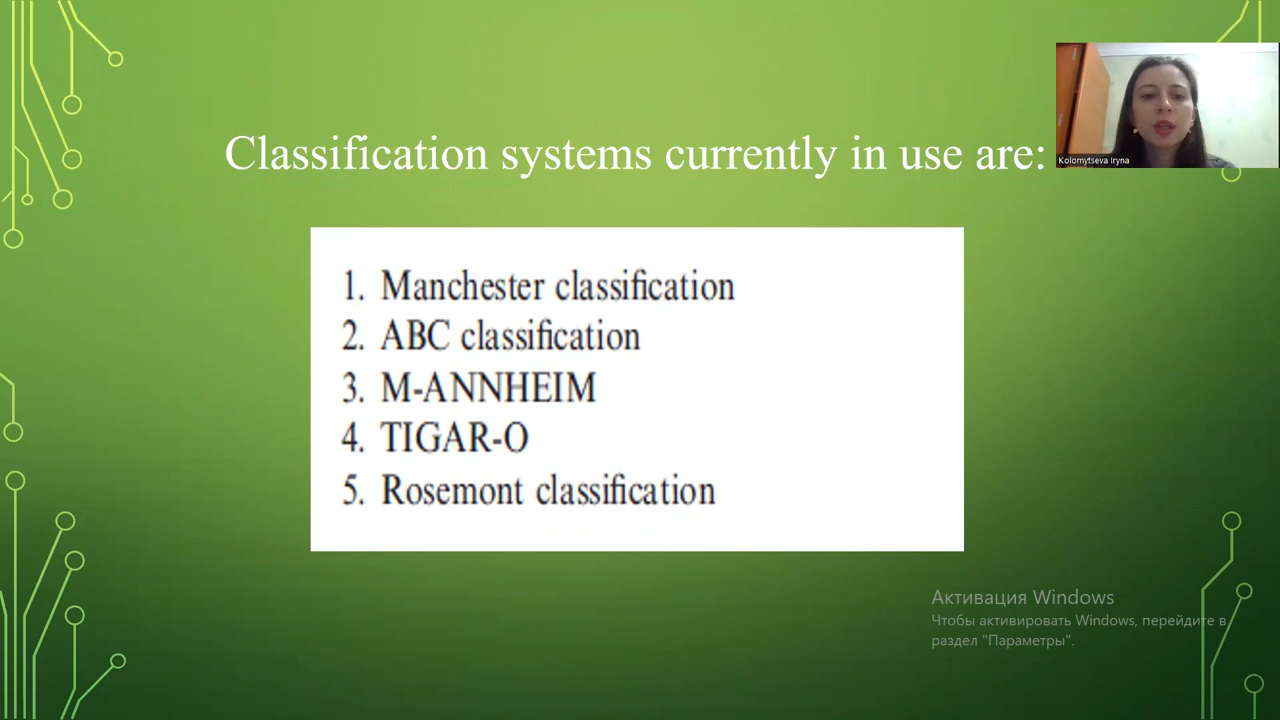 Classification systems currently in use are:
Kolomytseva Iryna
1. Manchester classification
2. ABC classification
3. M-ANNHEIM
4. TIGAR-O
5. Rosemont classification
Активация Windows
Чтобы активировать Windows, перейдите в
раздел "Параметры".